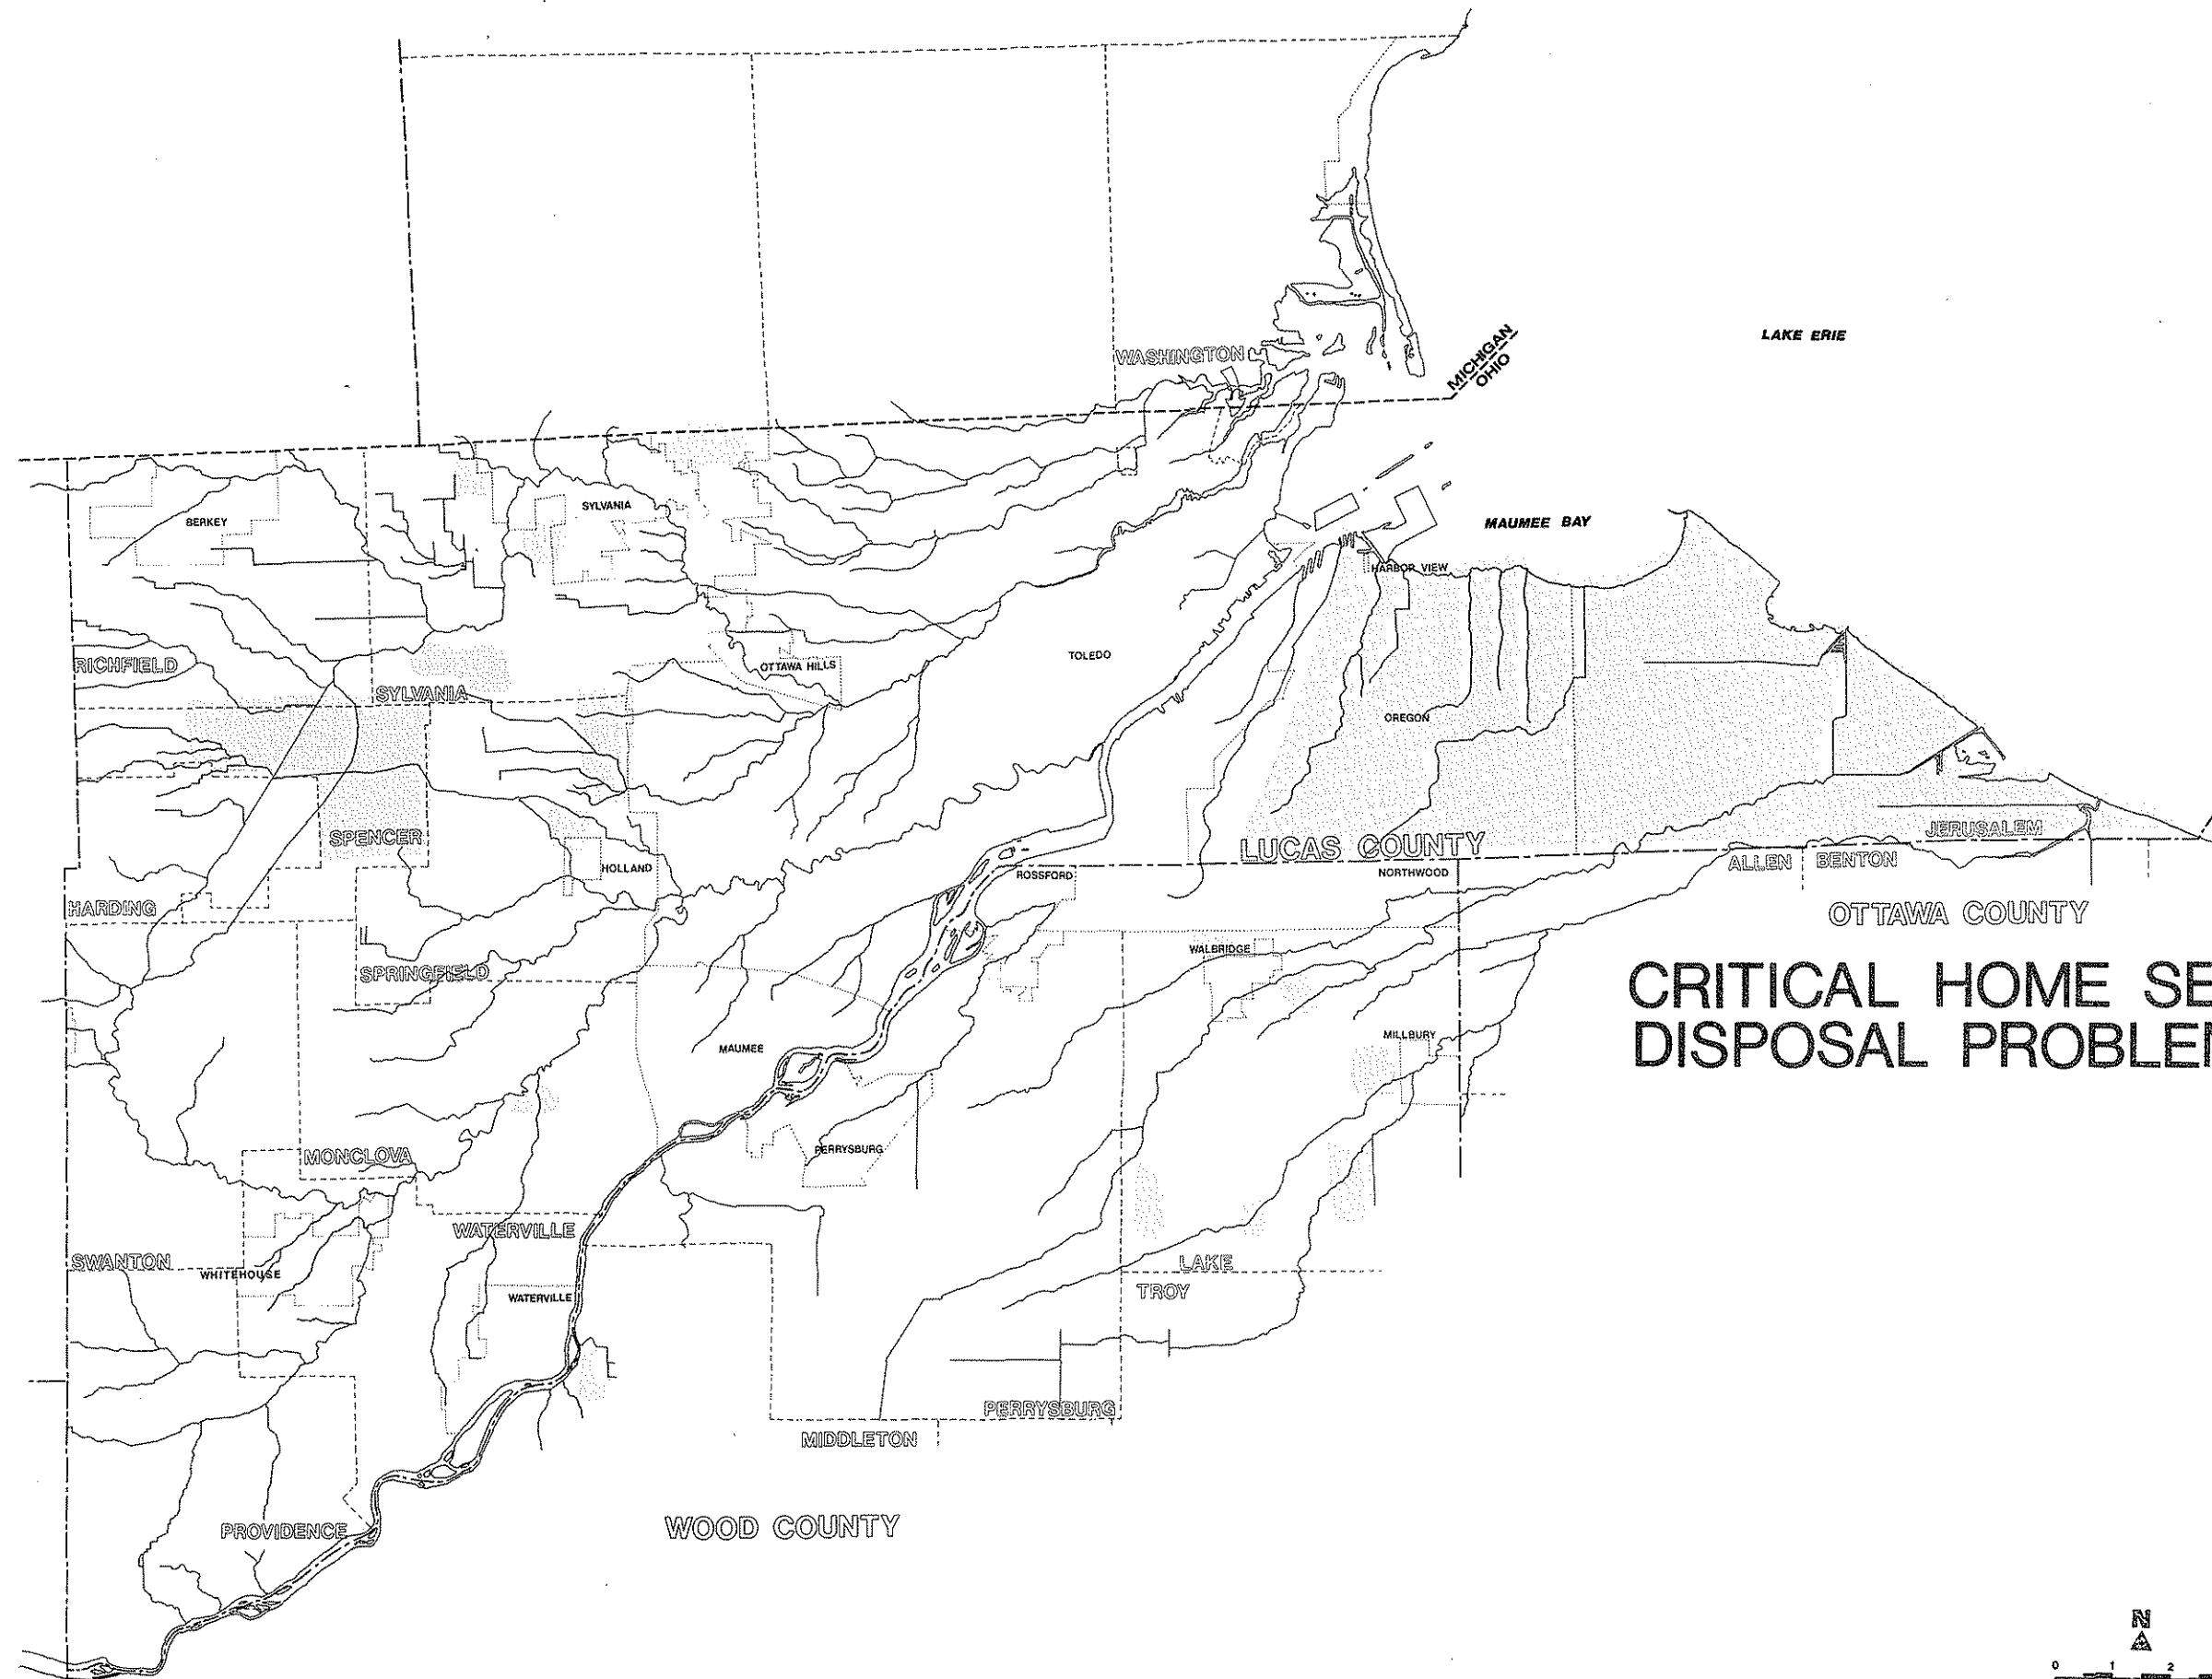 WASHINGTON
MICHIGAN
OHIO
LAKE ERIE
BERKEY
SYLVANIA
MAUMEE BAY
HARBOR VIEW
RICHFIELD
SYLVANIA
OTTAWA HILLS
TOLEDO
OREGON
SPENCER
HOLLAND
LUCAS COUNTY
JERUSALEM
ROSSFORD
NORTHWOOD
ALLEN
BENTON
HARDING
OTTAWA COUNTY
SPRINGFIELD
WALBRIDGE
CRITICAL HOME SE
DISPOSAL PROBLEM
MAUMEE
MILLBURY
MONCLOVA
PERRYSBURG
WATERVILLE
SWANTON
WHITEHOUSE
LAKE
TROY
WATERVILLE
PERRYSBURG
MIDDLETON
PROVIDENCE
WOOD COUNTY
N
0 1 2